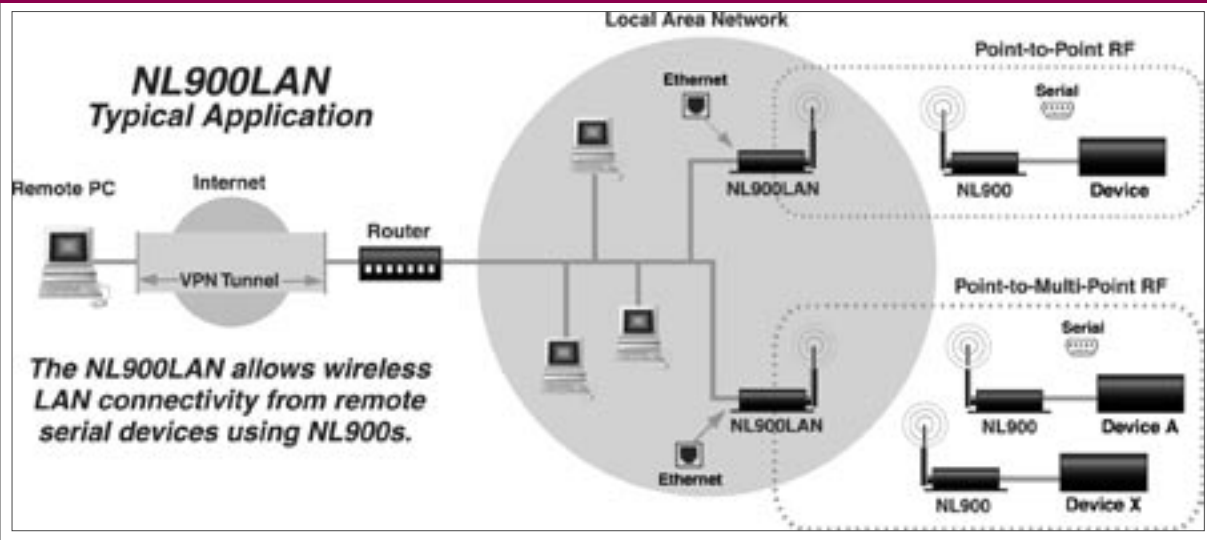 Local Area Network
NL900LAN
Typical Application
Point-to-Point RF
Ethernet
Serial
NL900LAN
NL900
Device
Remote PC
Internet
Router
VPN Tunnel
Point-to-Multi-Point RF
The NL900LAN allows wireless
LAN connectivity from remote
serial devices using NL900s.
Serial
NL900LAN
NL900
Device A
Ethernet
NL900
Device X